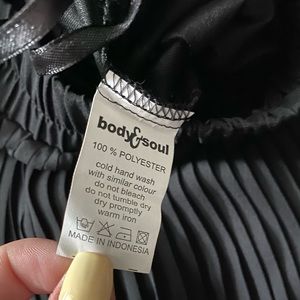 body&soul
100 % POLYESTER
cold hand wash
with similar colour
do not bleach
do not tumble dry
dry promptly
warm iron
MADE IN INDONESIA